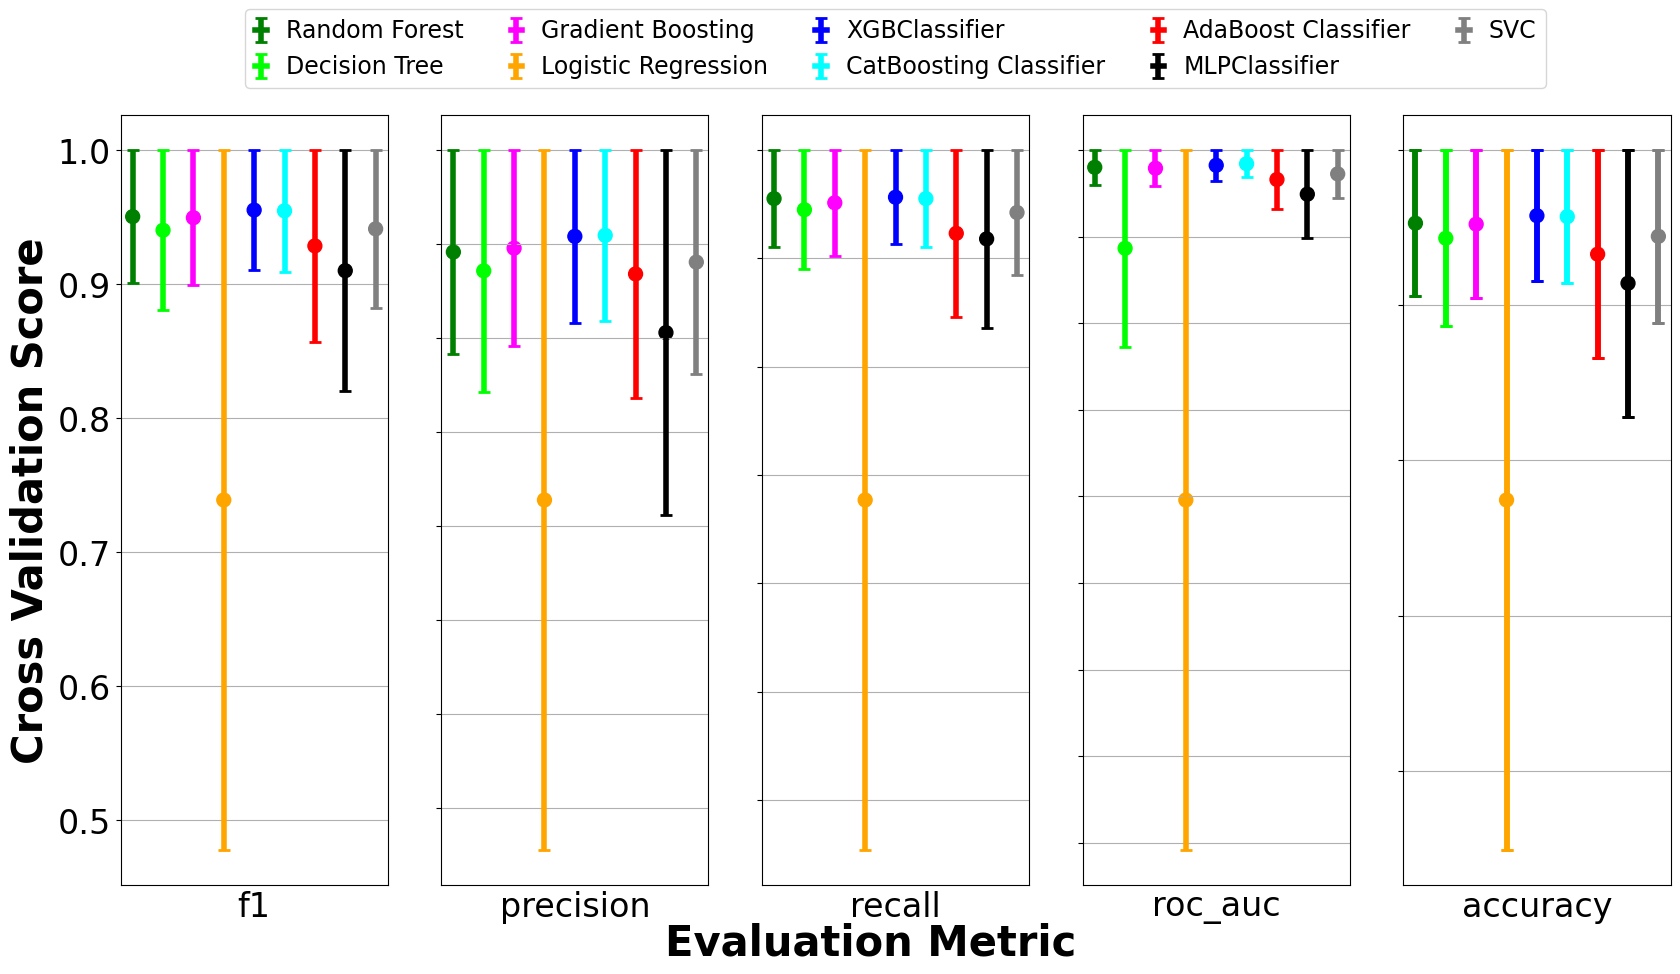 Random Forest
Decision Tree
Gradient Boosting
Logistic Regression
XGBClassifier
CatBoosting Classifier
AdaBoost Classifier
MLPClassifier
SVC
Cross Validation Score
1.0
0.9
0.8
0.7
0.6
0.5
f1
precision
recall
roc_auc
accuracy
Evaluation Metric